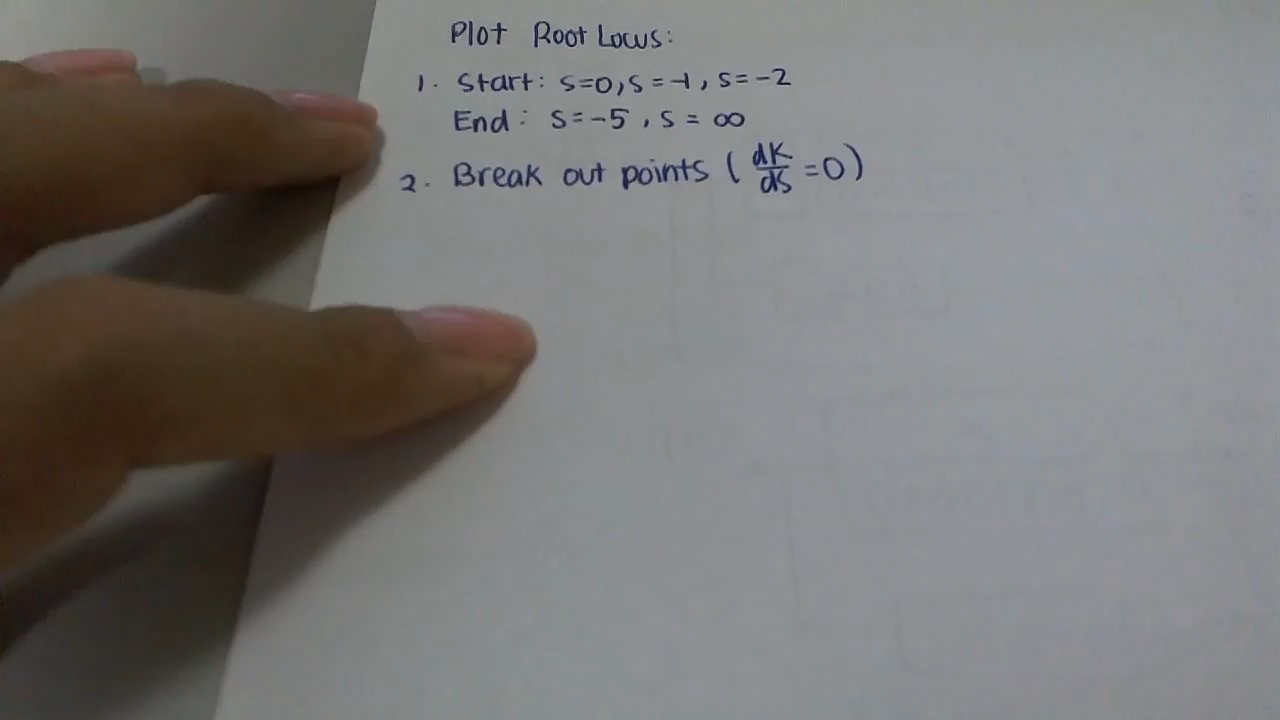 Plot Root Locus:
1. Start: s=0, s=-1, s=-2
End: s=-5, s=∞
2. Break out points (dK/ds=0)